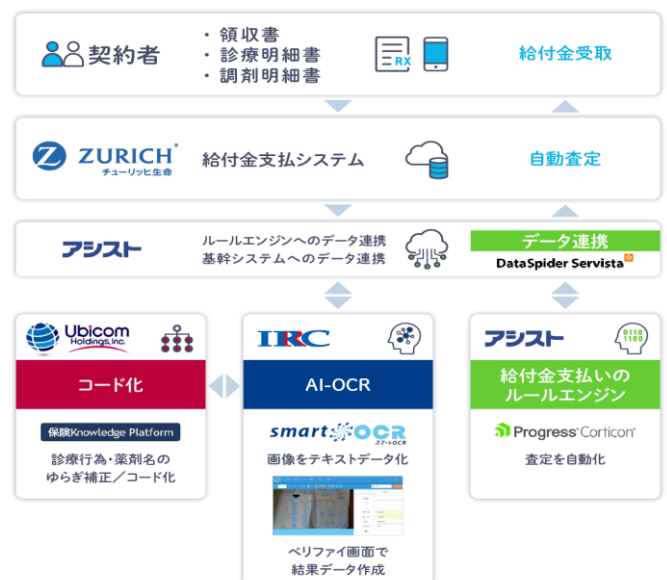 契約者
・領収書
・診療明細書
・調剤明細書
RX
給付金受取
ZURICH®
チューリッヒ生命
給付金支払システム
自動査定
アシスト
ルールエンジンへのデータ連携
基幹システムへのデータ連携
データ連携
DataSpider Servista
Ubicom
Holdings, Inc.
コード化
保険Knowledge Platform
診療行為・薬剤名の
ゆらぎ補正／コード化
IRC
AI-OCR
smart OCR
スマートOCR
画像をテキストデータ化
ベリファイ画面で
結果データ作成
アシスト
0110
1100
給付金支払いの
ルールエンジン
Progress® Corticon®
査定を自動化